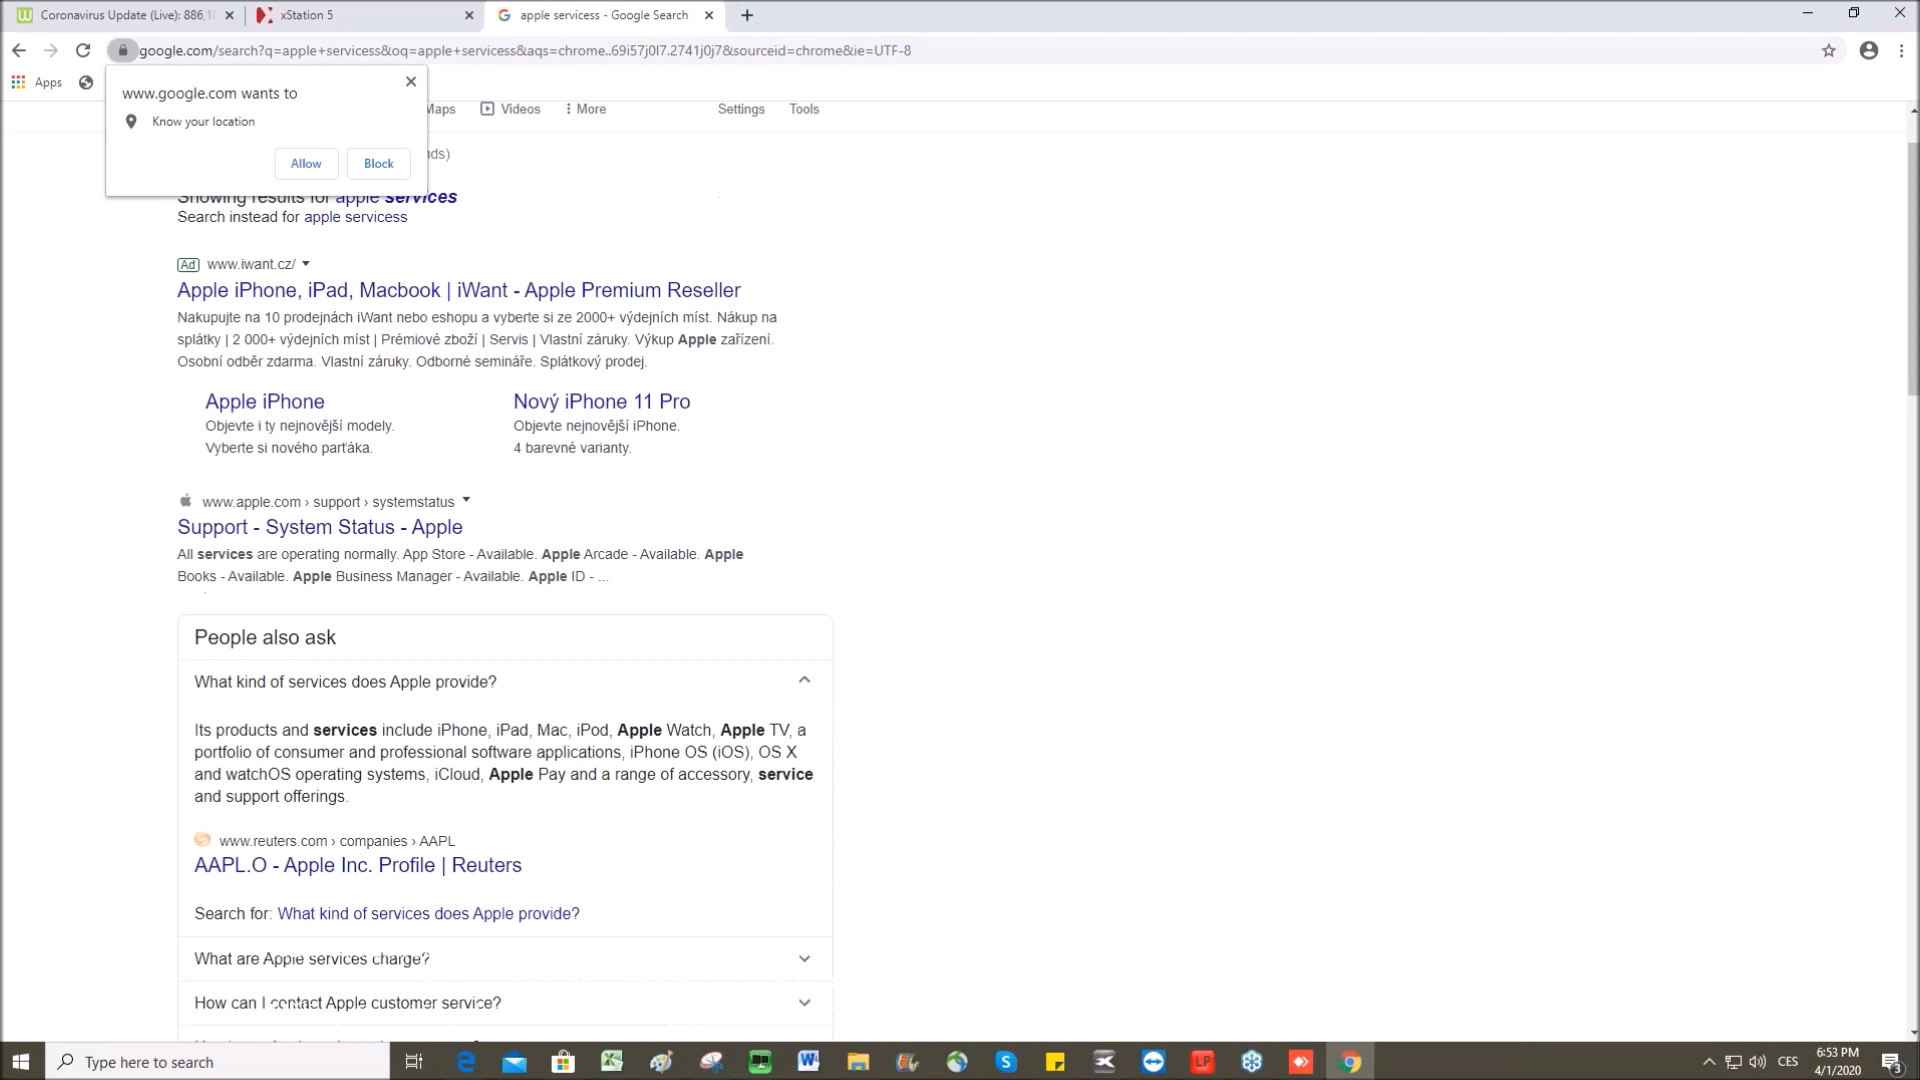 Coronavirus Update (Live): 886,1
xStation 5
apple servicess - Google Search
google.com/search?q=apple+servicess&oq=apple+servicess&aqs=chrome..69i57j0l7.2741j0j7&sourceid=chrome&ie=UTF-8
Apps
www.google.com wants to
Know your location
Allow
Block
Maps
Videos
More
Settings
Tools
nds)
Showing results for apple services
Search instead for apple servicess
Ad www.iwant.cz/
Apple iPhone, iPad, Macbook | iWant - Apple Premium Reseller
Nakupujte na 10 prodejnách iWant nebo eshopu a vyberte si ze 2000+ výdejních míst. Nákup na
splátky | 2 000+ výdejních míst | Prémiové zboží | Servis | Vlastní záruky. Výkup Apple zařízení.
Osobní odběr zdarma. Vlastní záruky. Odborné semináře. Splátkový prodej.
Apple iPhone
Objevte i ty nejnovější modely.
Vyberte si nového parťáka.
Nový iPhone 11 Pro
Objevte nejnovější iPhone.
4 barevné varianty.
www.apple.com › support › systemstatus
Support - System Status - Apple
All services are operating normally. App Store - Available. Apple Arcade - Available. Apple
Books - Available. Apple Business Manager - Available. Apple ID - ...
People also ask
What kind of services does Apple provide?
Its products and services include iPhone, iPad, Mac, iPod, Apple Watch, Apple TV, a
portfolio of consumer and professional software applications, iPhone OS (iOS), OS X
and watchOS operating systems, iCloud, Apple Pay and a range of accessory, service
and support offerings.
www.reuters.com › companies › AAPL
AAPL.O - Apple Inc. Profile | Reuters
Search for: What kind of services does Apple provide?
What are Apple services charge?
How can I contact Apple customer service?
Type here to search
LP
CES
6:53 PM
4/1/2020
3